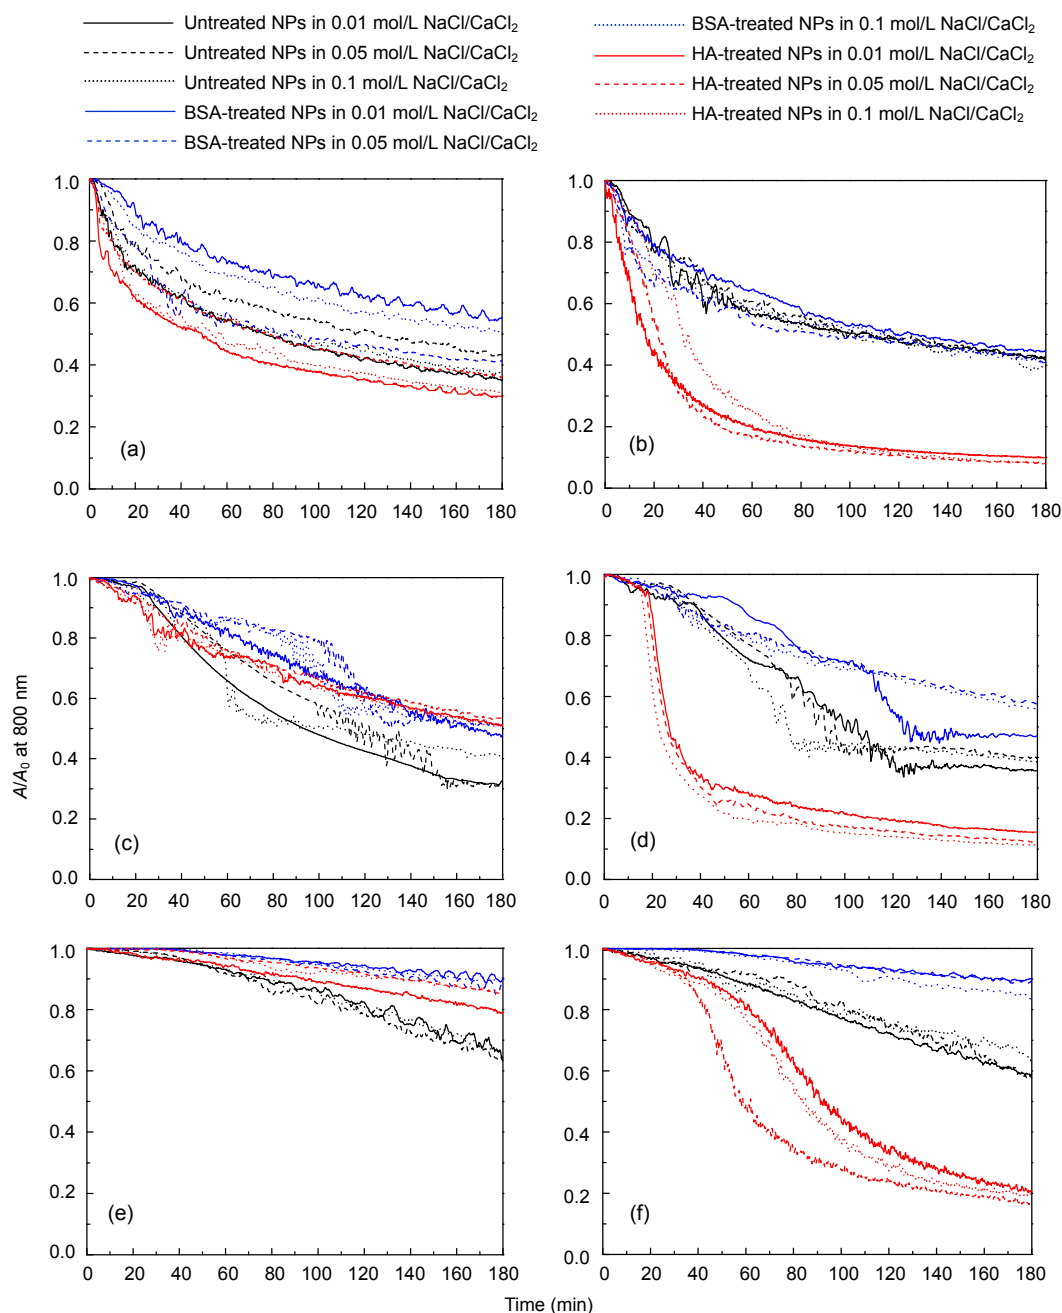 Untreated NPs in 0.01 mol/L NaCl/CaCl₂
Untreated NPs in 0.05 mol/L NaCl/CaCl₂
Untreated NPs in 0.1 mol/L NaCl/CaCl₂
BSA-treated NPs in 0.01 mol/L NaCl/CaCl₂
BSA-treated NPs in 0.05 mol/L NaCl/CaCl₂
BSA-treated NPs in 0.1 mol/L NaCl/CaCl₂
HA-treated NPs in 0.01 mol/L NaCl/CaCl₂
HA-treated NPs in 0.05 mol/L NaCl/CaCl₂
HA-treated NPs in 0.1 mol/L NaCl/CaCl₂
1.0
0.8
0.6
0.4
0.2
0.0
(a)
0 20 40 60 80 100 120 140 160 180
1.0
0.8
0.6
0.4
0.2
0.0
(b)
0 20 40 60 80 100 120 140 160 180
A/A₀ at 800 nm
1.0
0.8
0.6
0.4
0.2
0.0
(c)
0 20 40 60 80 100 120 140 160 180
1.0
0.8
0.6
0.4
0.2
0.0
(d)
0 20 40 60 80 100 120 140 160 180
1.0
0.8
0.6
0.4
0.2
0.0
(e)
0 20 40 60 80 100 120 140 160 180
1.0
0.8
0.6
0.4
0.2
0.0
(f)
0 20 40 60 80 100 120 140 160 180
Time (min)